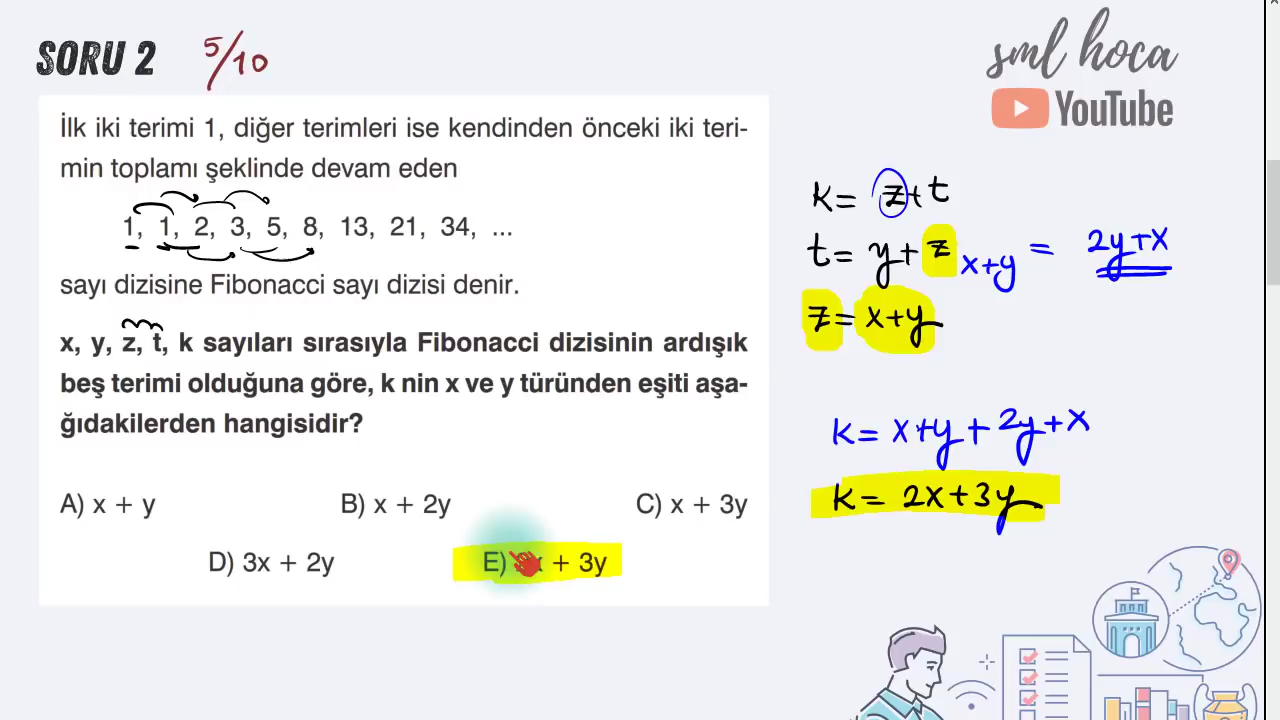 SORU 2 5/10
sml hoca
YouTube
İlk iki terimi 1, diğer terimleri ise kendinden önceki iki teri-
min toplamı şeklinde devam eden
1, 1, 2, 3, 5, 8, 13, 21, 34, ...
sayı dizisine Fibonacci sayı dizisi denir.
x, y, z, t, k sayıları sırasıyla Fibonacci dizisinin ardışık
beş terimi olduğuna göre, k nin x ve y türünden eşiti aşa-
ğıdakilerden hangisidir?
A) x + y
B) x + 2y
C) x + 3y
D) 3x + 2y
E) x + 3y
k = z + t
t = y + z x+y = 2y+x
z = x+y
k = x+y + 2y+x
k = 2x+3y